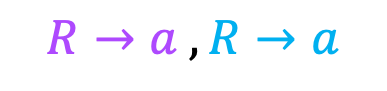 R → a , R → a